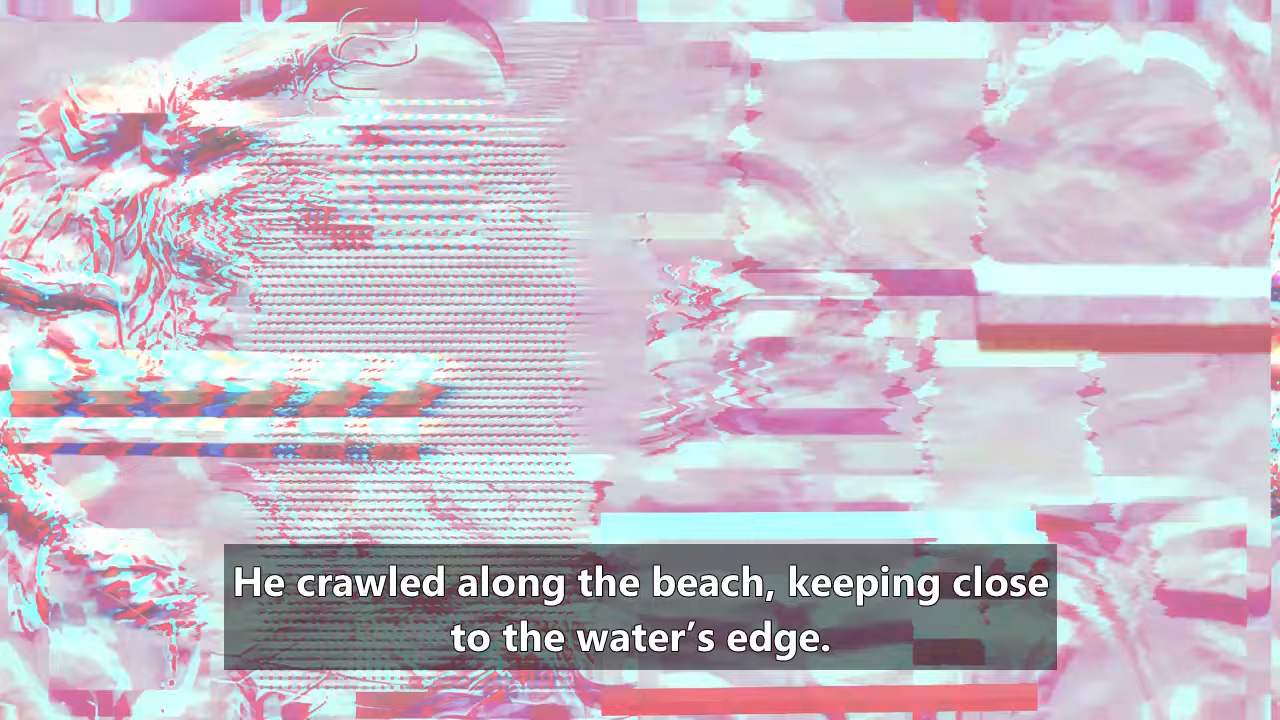 He crawled along the beach, keeping close
to the water’s edge.